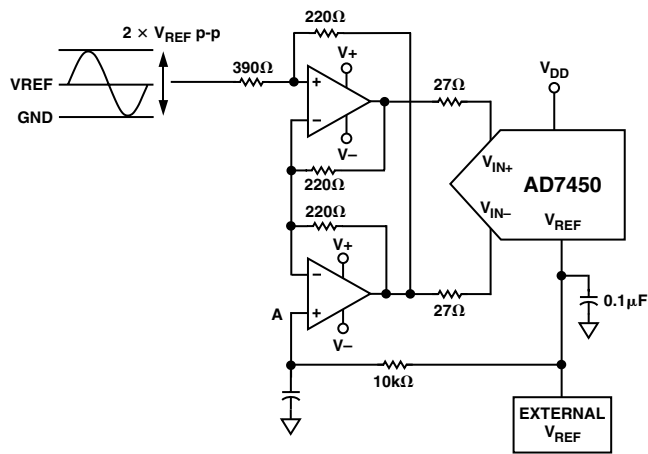 2 × VREF p-p
VREF
GND
390Ω
220Ω
V+
V–
220Ω
220Ω
V+
V–
A
27Ω
27Ω
VDD
VIN+
AD7450
VIN–
VREF
0.1µF
10kΩ
EXTERNAL
VREF
+
–
–
+